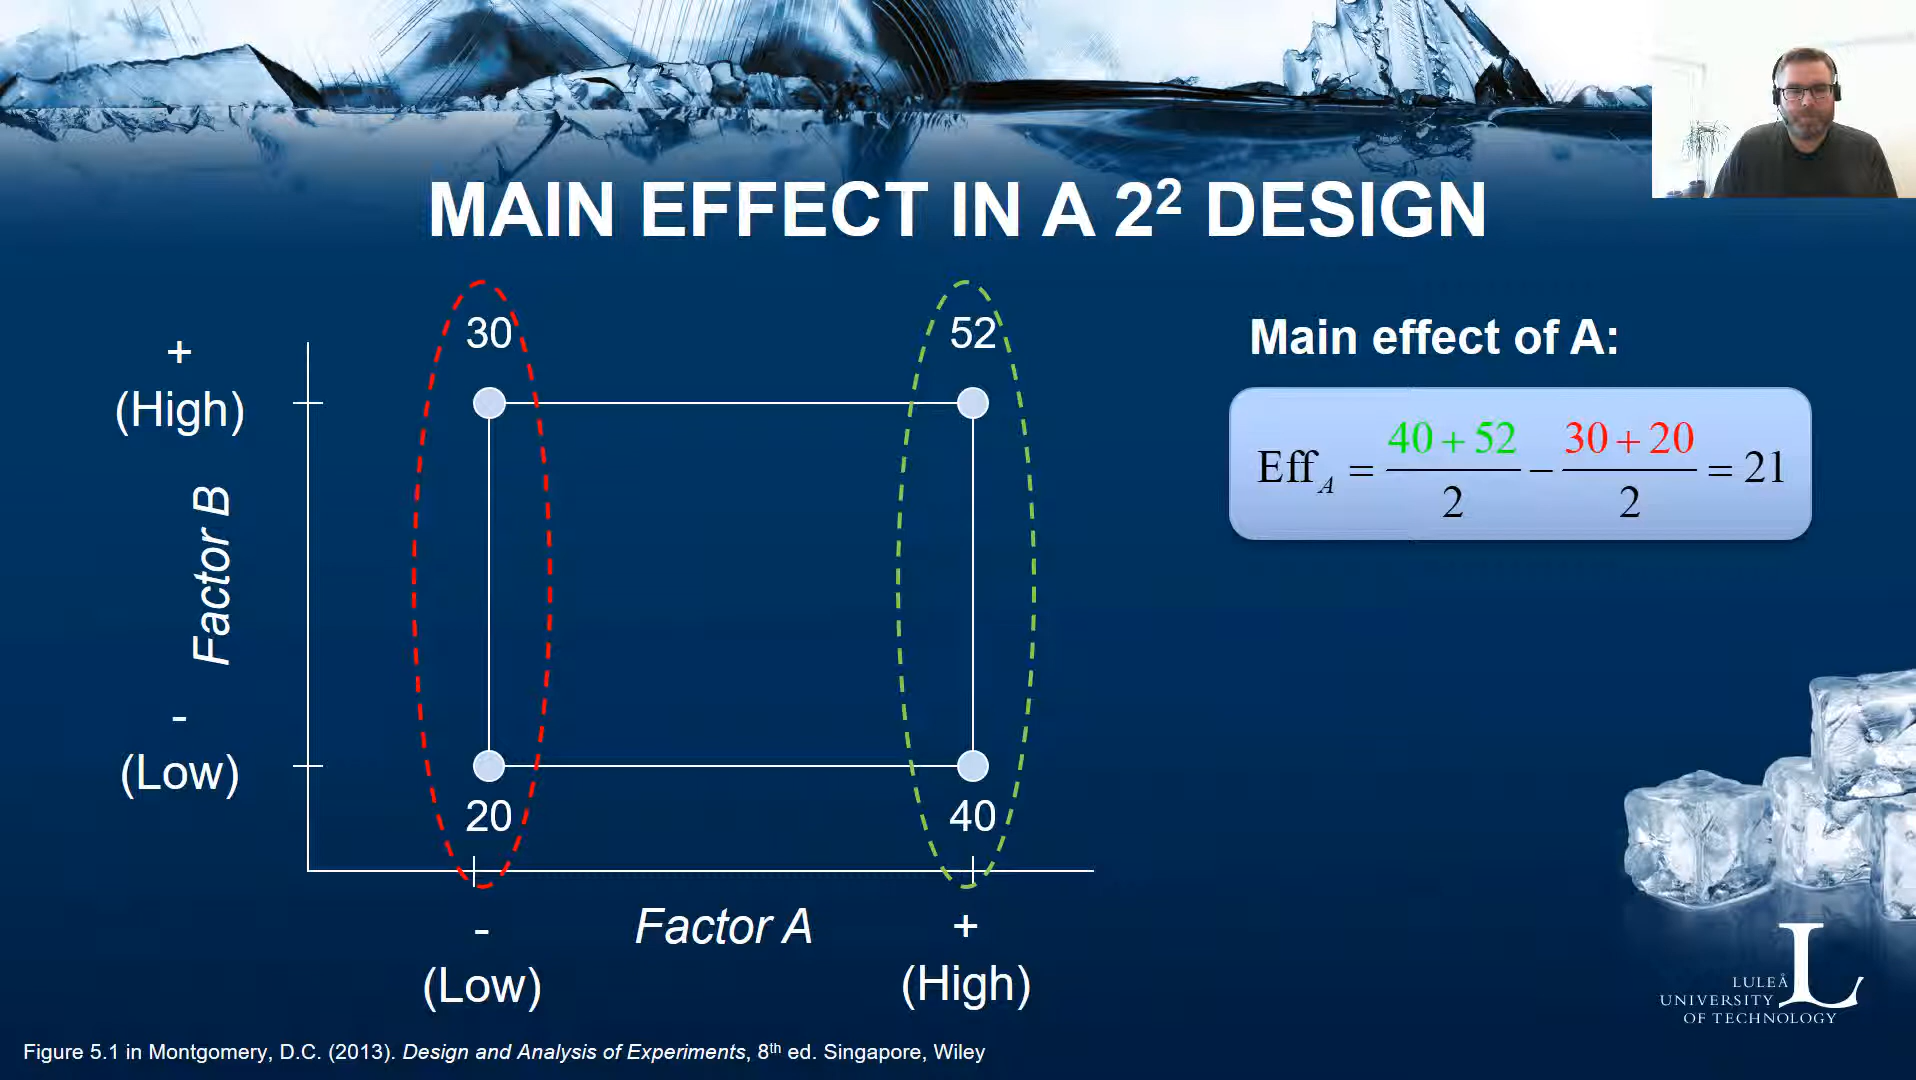 MAIN EFFECT IN A 2² DESIGN
30
52
Main effect of A:
+
(High)
Eff_A = (40 + 52)/2 − (30 + 20)/2 = 21
Factor B
-
(Low)
20
40
-
Factor A
+
(Low)
(High)
LULEÅ
UNIVERSITY
OF TECHNOLOGY
L
Figure 5.1 in Montgomery, D.C. (2013). Design and Analysis of Experiments, 8th ed. Singapore, Wiley